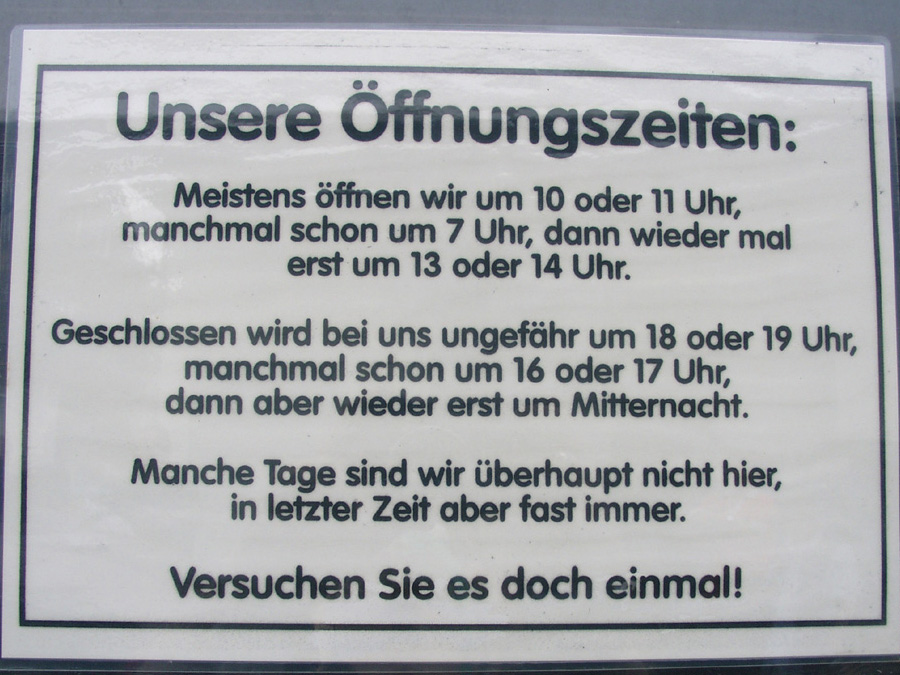 Unsere Öffnungszeiten:
Meistens öffnen wir um 10 oder 11 Uhr,
manchmal schon um 7 Uhr, dann wieder mal
erst um 13 oder 14 Uhr.
Geschlossen wird bei uns ungefähr um 18 oder 19 Uhr,
manchmal schon um 16 oder 17 Uhr,
dann aber wieder erst um Mitternacht.
Manche Tage sind wir überhaupt nicht hier,
in letzter Zeit aber fast immer.
Versuchen Sie es doch einmal!